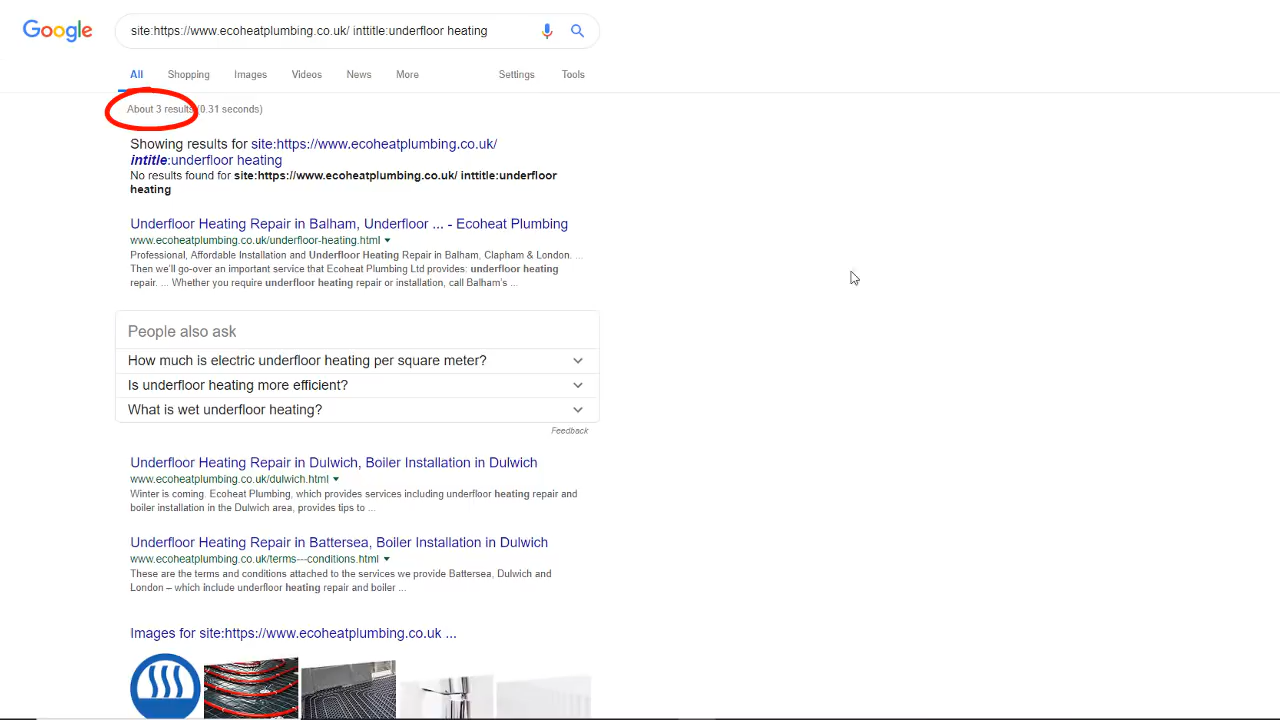 Google
site:https://www.ecoheatplumbing.co.uk/ inttitle:underfloor heating
All Shopping Images Videos News More Settings Tools
About 3 results (0.31 seconds)
Showing results for site:https://www.ecoheatplumbing.co.uk/
intitle:underfloor heating
No results found for site:https://www.ecoheatplumbing.co.uk/ inttitle:underfloor
heating
Underfloor Heating Repair in Balham, Underfloor ... - Ecoheat Plumbing
www.ecoheatplumbing.co.uk/underfloor-heating.html
Professional, Affordable Installation and Underfloor Heating Repair in Balham, Clapham & London. ...
Then we'll go-over an important service that Ecoheat Plumbing Ltd provides: underfloor heating
repair. ... Whether you require underfloor heating repair or installation, call Balham's ...
People also ask
How much is electric underfloor heating per square meter?
Is underfloor heating more efficient?
What is wet underfloor heating?
Feedback
Underfloor Heating Repair in Dulwich, Boiler Installation in Dulwich
www.ecoheatplumbing.co.uk/dulwich.html
Winter is coming. Ecoheat Plumbing, which provides services including underfloor heating repair and
boiler installation in the Dulwich area, provides tips to ...
Underfloor Heating Repair in Battersea, Boiler Installation in Dulwich
www.ecoheatplumbing.co.uk/terms---conditions.html
These are the terms and conditions attached to the services we provide Battersea, Dulwich and
London – which include underfloor heating repair and boiler ...
Images for site:https://www.ecoheatplumbing.co.uk ...